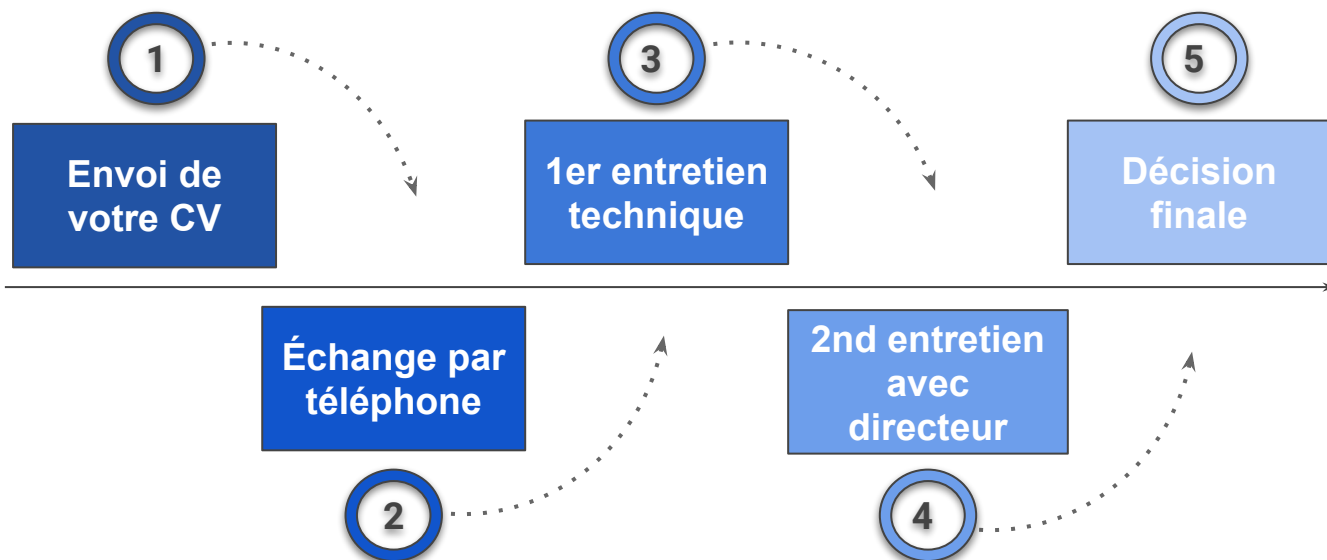 1
Envoi de
votre CV
2
Échange par
téléphone
3
1er entretien
technique
4
2nd entretien
avec
directeur
5
Décision
finale